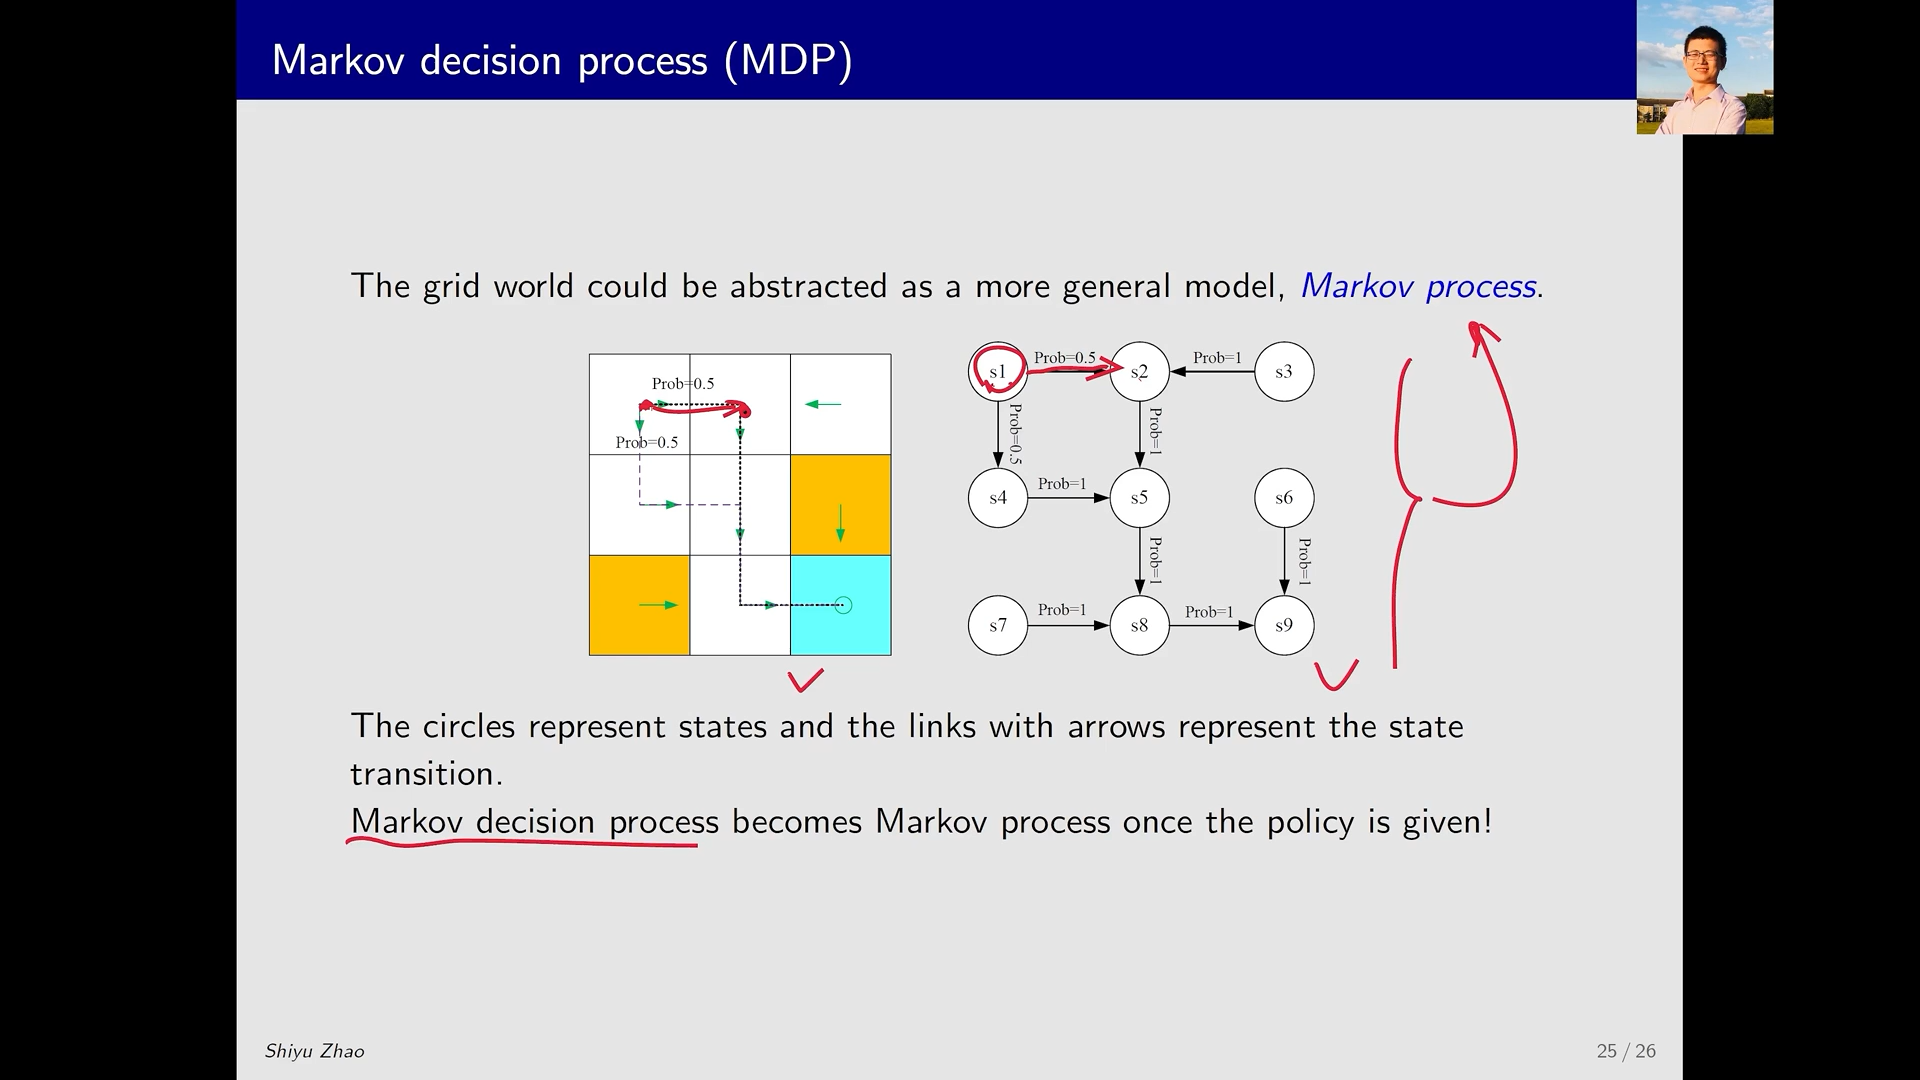 Markov decision process (MDP)
The grid world could be abstracted as a more general model, Markov process.
Prob=0.5
Prob=0.5
s1
Prob=0.5
s2
Prob=1
s3
Prob=0.5
Prob=1
s4
Prob=1
s5
s6
Prob=1
Prob=1
s7
Prob=1
s8
Prob=1
s9
The circles represent states and the links with arrows represent the state
transition.
Markov decision process becomes Markov process once the policy is given!
Shiyu Zhao
25 / 26